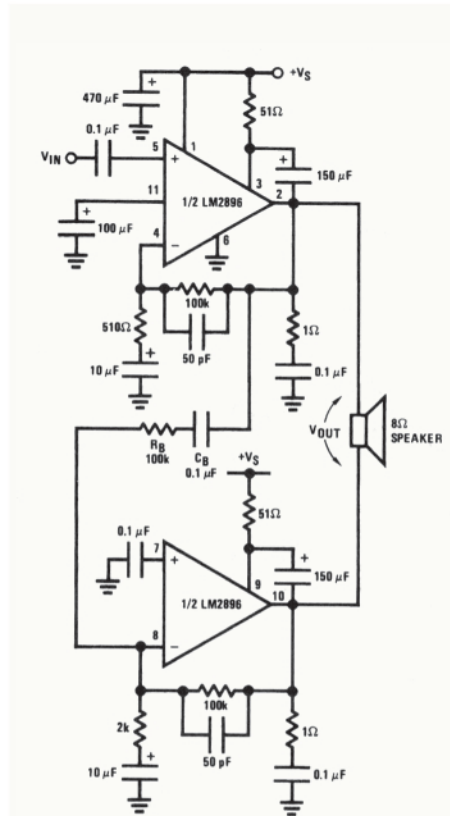 +VS
470 μF
+
51Ω
0.1 μF
VIN
5
+
1
3
+
150 μF
11
1/2 LM2896
2
+
100 μF
4
−
6
100k
510Ω
50 pF
1Ω
+
10 μF
0.1 μF
VOUT
8Ω
SPEAKER
RB
100k
CB
0.1 μF
+VS
51Ω
0.1 μF
7
+
9
+
150 μF
1/2 LM2896
10
8
−
100k
2k
50 pF
1Ω
+
10 μF
0.1 μF